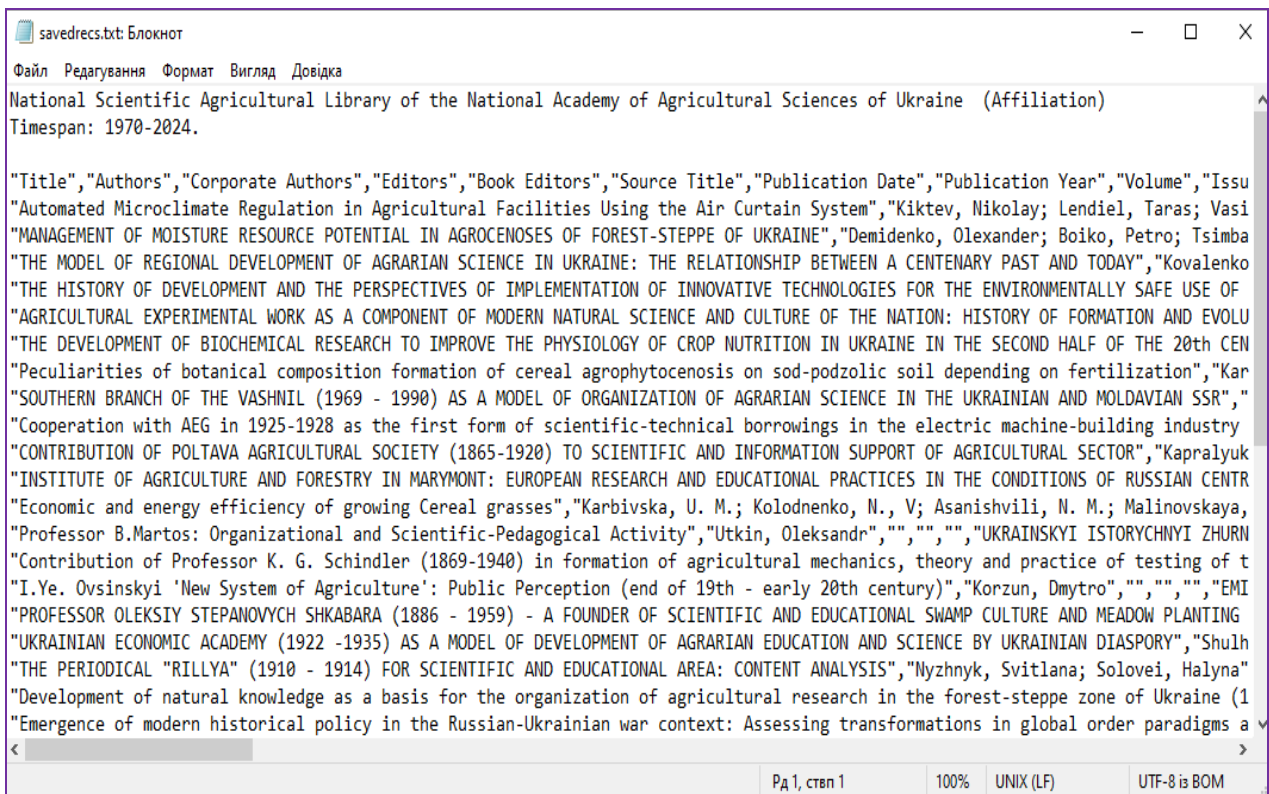 savedrecs.txt: Блокнот
Файл Редагування Формат Вигляд Довідка
National Scientific Agricultural Library of the National Academy of Agricultural Sciences of Ukraine (Affiliation)
Timespan: 1970-2024.
"Title","Authors","Corporate Authors","Editors","Book Editors","Source Title","Publication Date","Publication Year","Volume","Issu
"Automated Microclimate Regulation in Agricultural Facilities Using the Air Curtain System","Kiktev, Nikolay; Lendiel, Taras; Vasi
"MANAGEMENT OF MOISTURE RESOURCE POTENTIAL IN AGROCENOSES OF FOREST-STEPPE OF UKRAINE","Demidenko, Olexander; Boiko, Petro; Tsimba
"THE MODEL OF REGIONAL DEVELOPMENT OF AGRARIAN SCIENCE IN UKRAINE: THE RELATIONSHIP BETWEEN A CENTENARY PAST AND TODAY","Kovalenko
"THE HISTORY OF DEVELOPMENT AND THE PERSPECTIVES OF IMPLEMENTATION OF INNOVATIVE TECHNOLOGIES FOR THE ENVIRONMENTALLY SAFE USE OF
"AGRICULTURAL EXPERIMENTAL WORK AS A COMPONENT OF MODERN NATURAL SCIENCE AND CULTURE OF THE NATION: HISTORY OF FORMATION AND EVOLU
"THE DEVELOPMENT OF BIOCHEMICAL RESEARCH TO IMPROVE THE PHYSIOLOGY OF CROP NUTRITION IN UKRAINE IN THE SECOND HALF OF THE 20th CEN
"Peculiarities of botanical composition formation of cereal agrophytocenosis on sod-podzolic soil depending on fertilization","Kar
"SOUTHERN BRANCH OF THE VASHNIL (1969 - 1990) AS A MODEL OF ORGANIZATION OF AGRARIAN SCIENCE IN THE UKRAINIAN AND MOLDAVIAN SSR","
"Cooperation with AEG in 1925-1928 as the first form of scientific-technical borrowings in the electric machine-building industry
"CONTRIBUTION OF POLTAVA AGRICULTURAL SOCIETY (1865-1920) TO SCIENTIFIC AND INFORMATION SUPPORT OF AGRICULTURAL SECTOR","Kapralyuk
"INSTITUTE OF AGRICULTURE AND FORESTRY IN MARYMONT: EUROPEAN RESEARCH AND EDUCATIONAL PRACTICES IN THE CONDITIONS OF RUSSIAN CENTR
"Economic and energy efficiency of growing Cereal grasses","Karbivska, U. M.; Kolodnenko, N., V; Asanishvili, N. M.; Malinovskaya,
"Professor B.Martos: Organizational and Scientific-Pedagogical Activity","Utkin, Oleksandr","","","","UKRAINSKYI ISTORYCHNYI ZHURN
"Contribution of Professor K. G. Schindler (1869-1940) in formation of agricultural mechanics, theory and practice of testing of t
"I.Ye. Ovsinskyi 'New System of Agriculture': Public Perception (end of 19th - early 20th century)","Korzun, Dmytro","","","","EMI
"PROFESSOR OLEKSIY STEPANOVYCH SHKABARA (1886 - 1959) - A FOUNDER OF SCIENTIFIC AND EDUCATIONAL SWAMP CULTURE AND MEADOW PLANTING
"UKRAINIAN ECONOMIC ACADEMY (1922 -1935) AS A MODEL OF DEVELOPMENT OF AGRARIAN EDUCATION AND SCIENCE BY UKRAINIAN DIASPORY","Shulh
"THE PERIODICAL "RILLYA" (1910 - 1914) FOR SCIENTIFIC AND EDUCATIONAL AREA: CONTENT ANALYSIS","Nyzhnyk, Svitlana; Solovei, Halyna"
"Development of natural knowledge as a basis for the organization of agricultural research in the forest-steppe zone of Ukraine (1
"Emergence of modern historical policy in the Russian-Ukrainian war context: Assessing transformations in global order paradigms a
Рд 1, ствп 1 100% UNIX (LF) UTF-8 із BOM